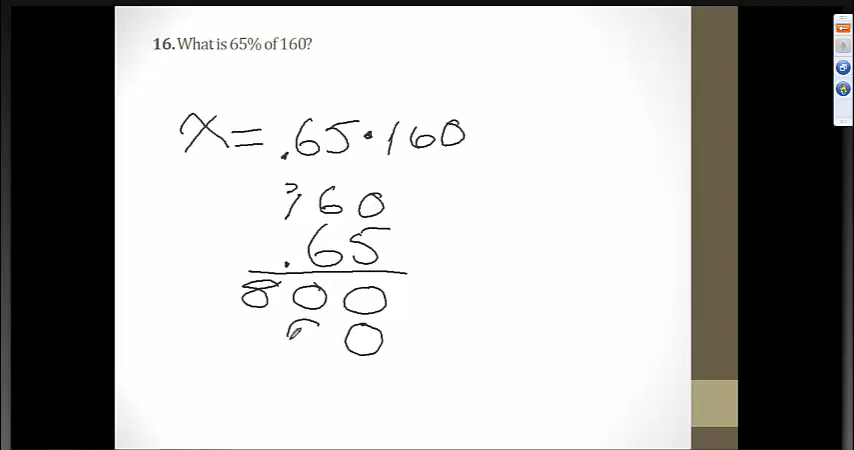 16. What is 65% of 160?
x = .65 · 160
160
.65
800
0